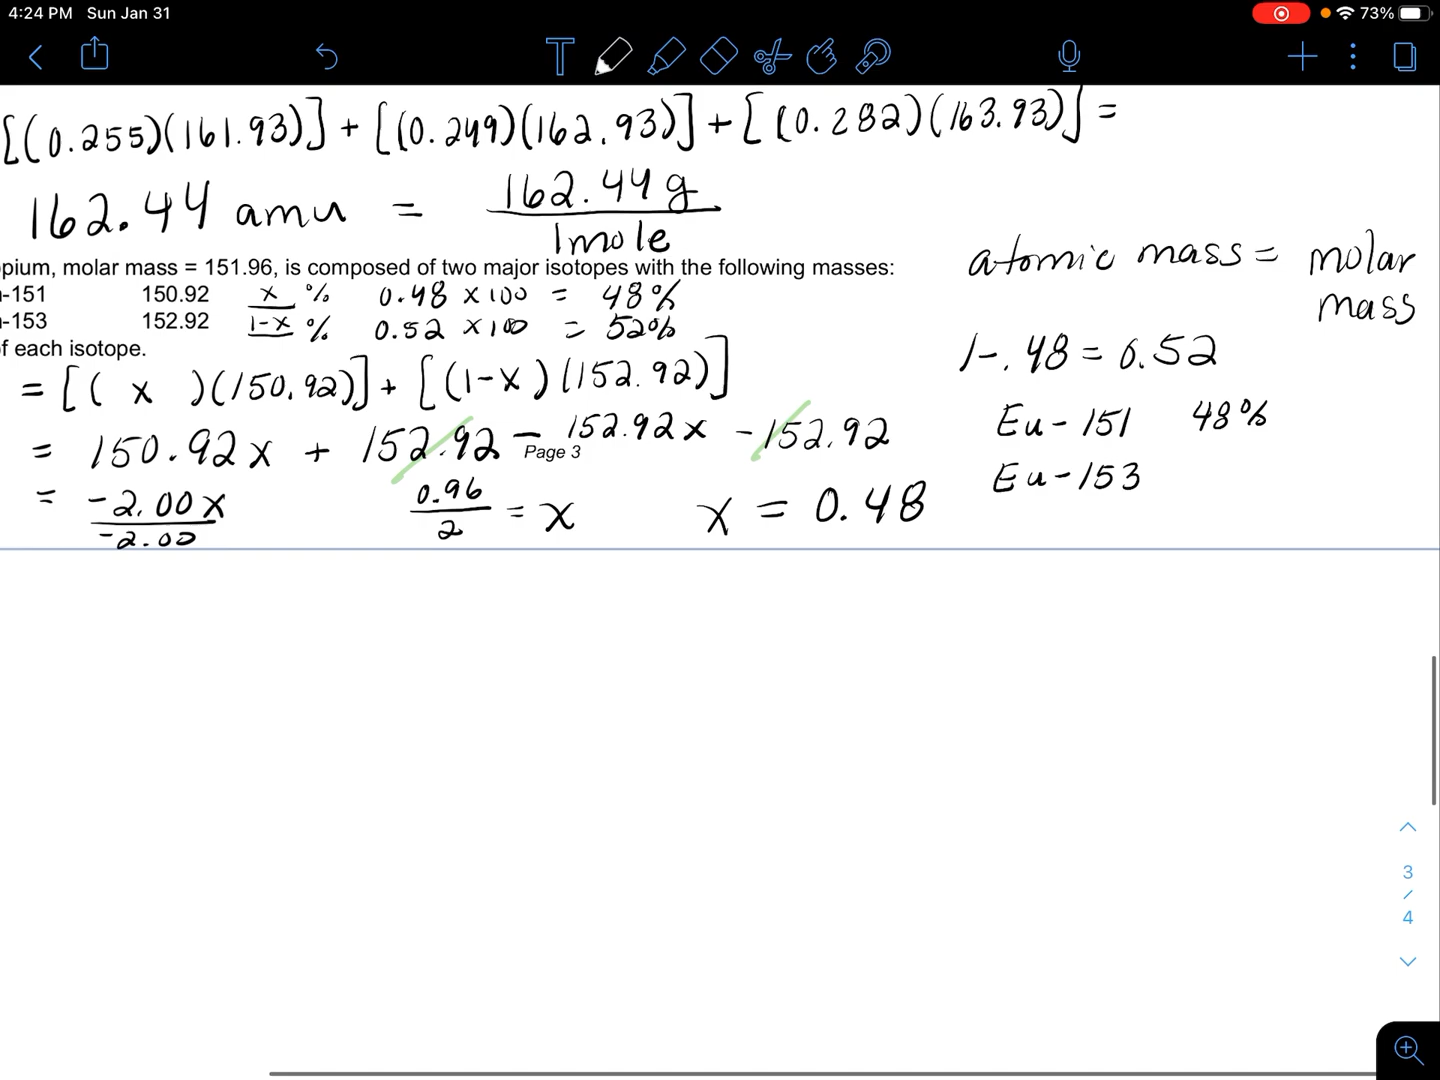 4:24 PM Sun Jan 31 73%
[(0.255)(161.93)] + [(0.249)(162.93)] + [(0.282)(163.93)] =
162.44 amu = 162.44 g
1 mole
atomic mass = molar mass
pium, molar mass = 151.96, is composed of two major isotopes with the following masses:
-151 150.92 x % 0.48 x 100 = 48%
-153 152.92 1-x % 0.52 x 100 = 52%
f each isotope.
1-.48 = 0.52
= [( x )(150.92)] + [(1-x)(152.92)]
Eu-151 48%
= 150.92x + 152.92 - 152.92x - 152.92
Page 3
Eu-153
= -2.00x
-2.00
0.96
2
= x
x = 0.48
3
/
4